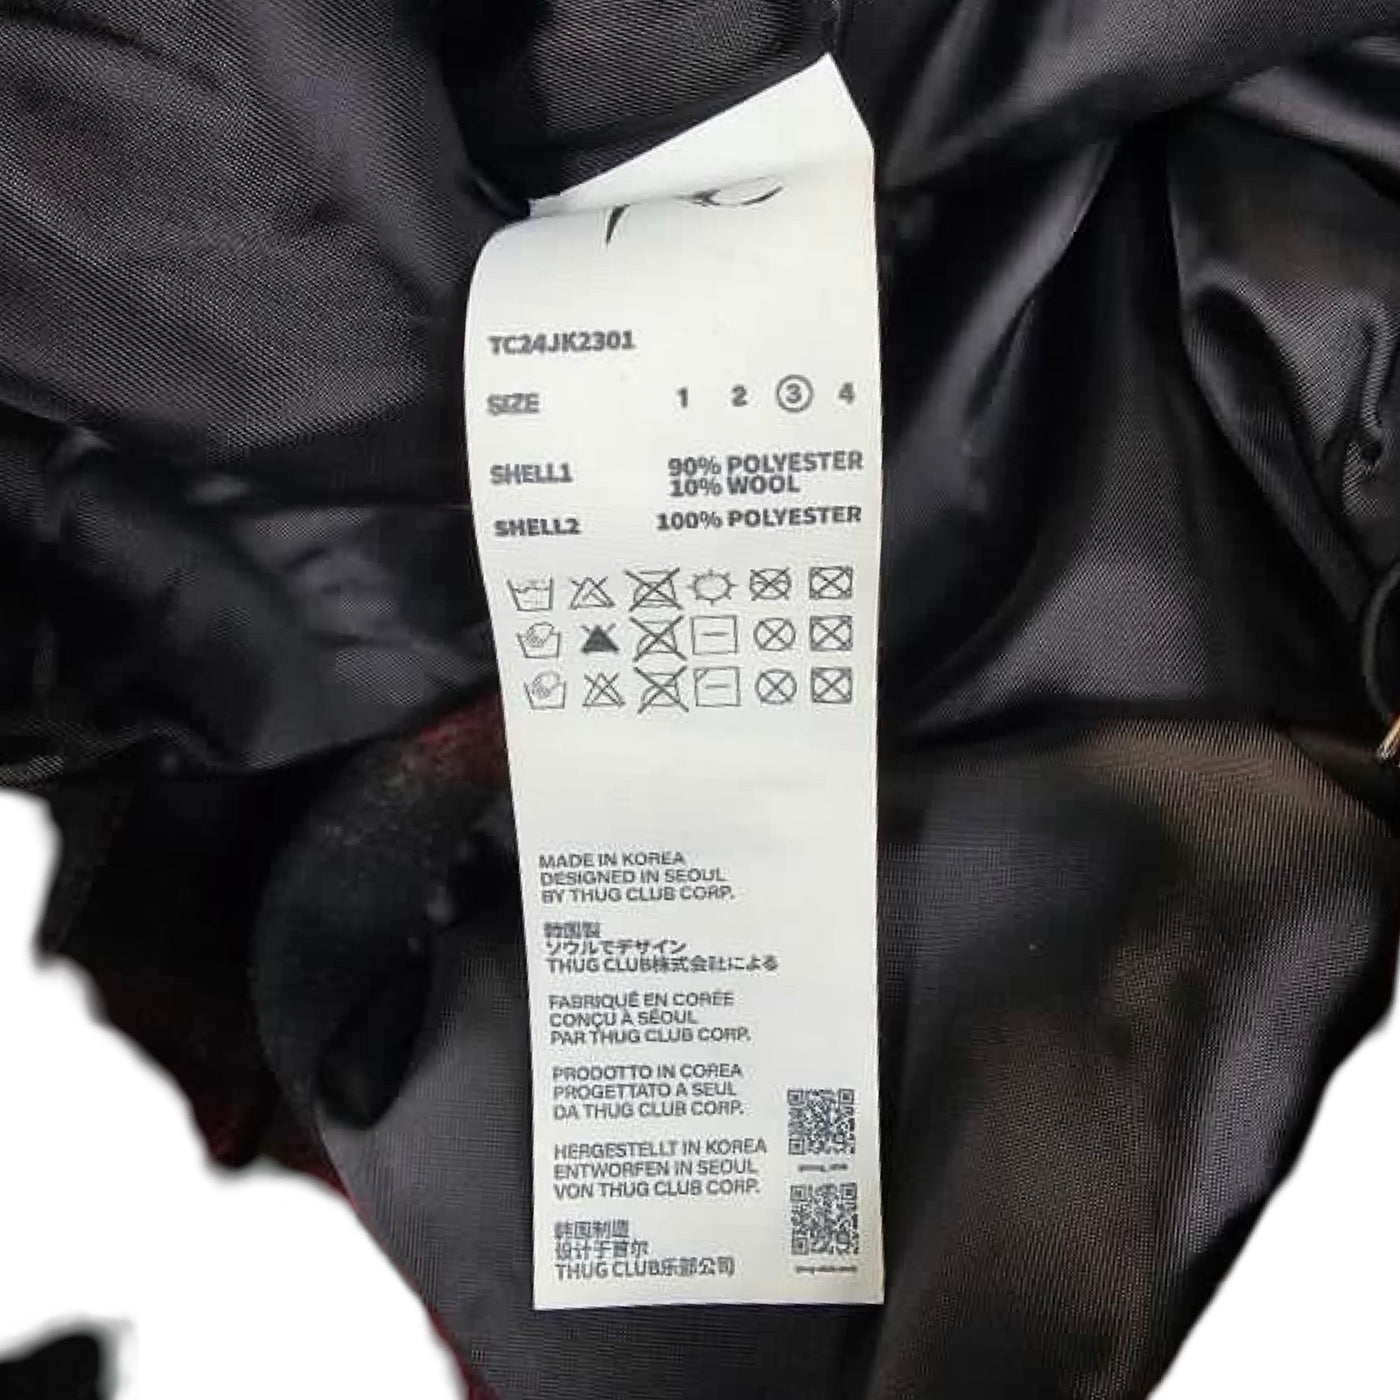 TC24JK2301
SIZE 1 2 3 4
SHELL1 90% POLYESTER
10% WOOL
SHELL2 100% POLYESTER
MADE IN KOREA
DESIGNED IN SEOUL
BY THUG CLUB CORP.
韓国製
ソウルでデザイン
THUG CLUB株式会社による
FABRIQUÉ EN CORÉE
CONÇU À SÉOUL
PAR THUG CLUB CORP.
PRODOTTO IN COREA
PROGETTATO A SEUL
DA THUG CLUB CORP.
HERGESTELLT IN KOREA
ENTWORFEN IN SEOUL
VON THUG CLUB CORP.
韩国制造
设计于首尔
THUG CLUB乐部公司